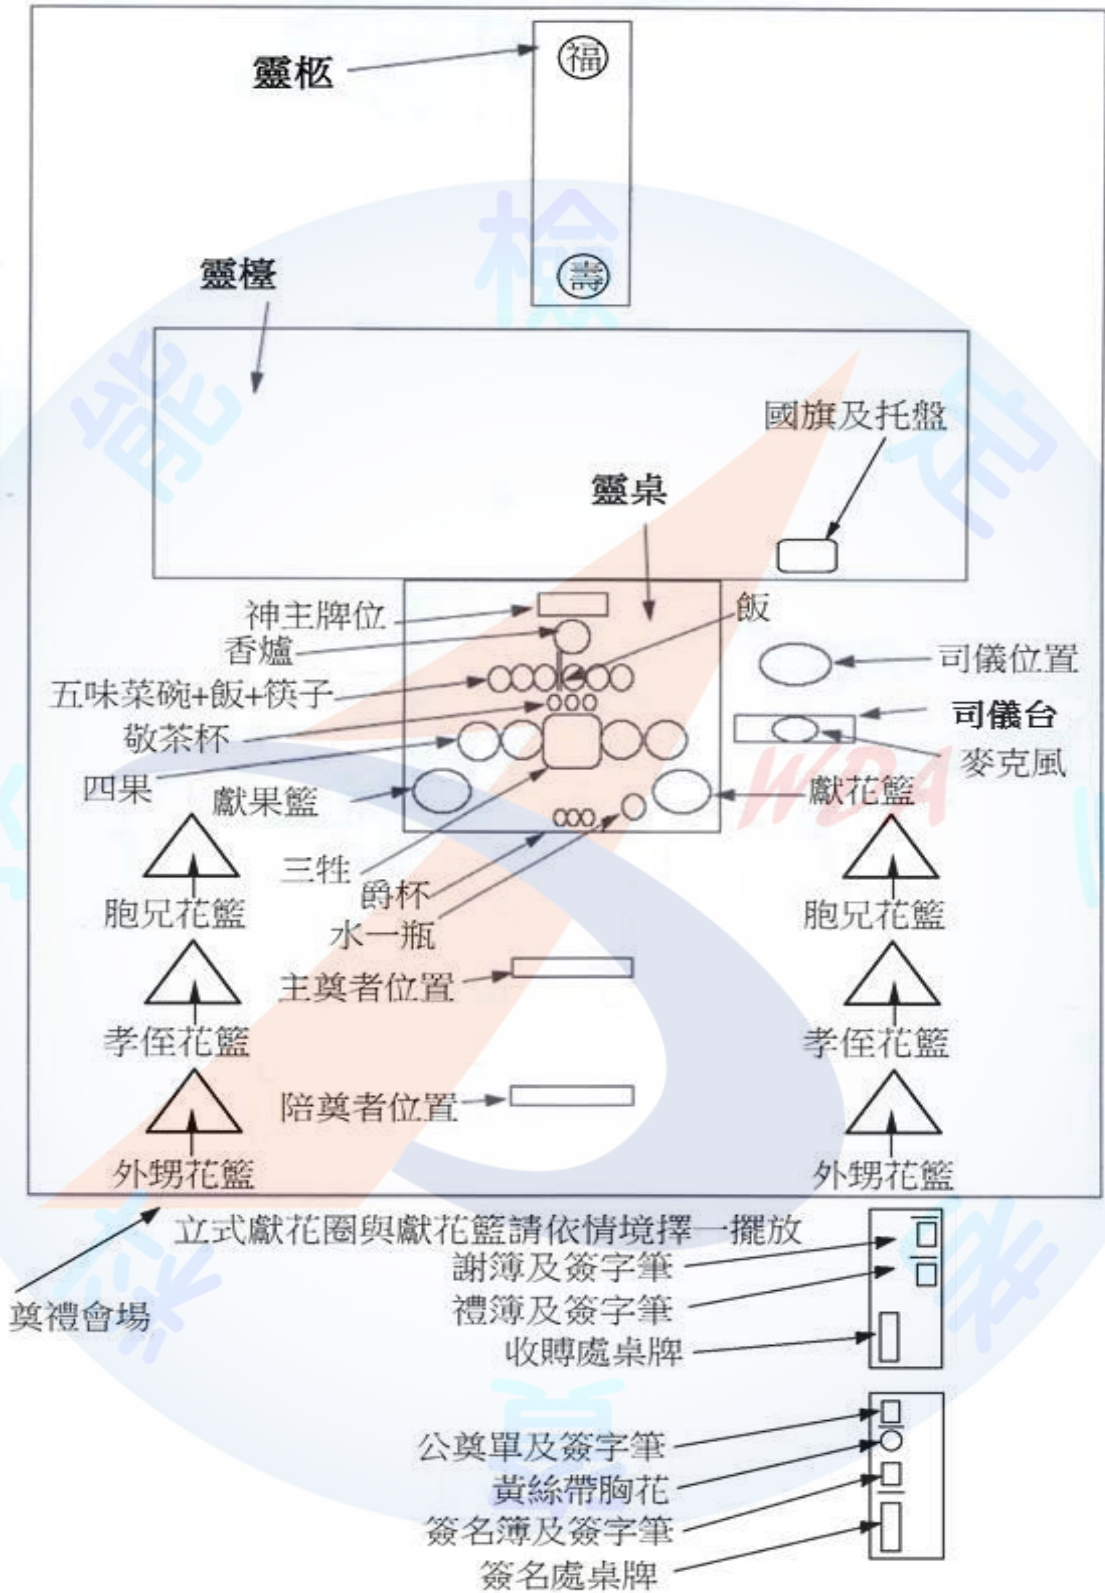 福
靈柩
壽
檢
靈檯
能
定
國旗及托盤
靈桌
神主牌位
飯
香爐
司儀位置
五味菜碗+飯+筷子
司儀台
敬茶杯
麥克風
四果
獻果籃
獻花籃
WDA
三牲
爵杯
胞兄花籃
胞兄花籃
水一瓶
主奠者位置
孝侄花籃
孝侄花籃
陪奠者位置
外甥花籃
外甥花籃
立式獻花圈與獻花籃請依情境擇一擺放
謝簿及簽字筆
奠禮會場
禮簿及簽字筆
收賻處桌牌
公奠單及簽字筆
黃絲帶胸花
簽名簿及簽字筆
簽名處桌牌